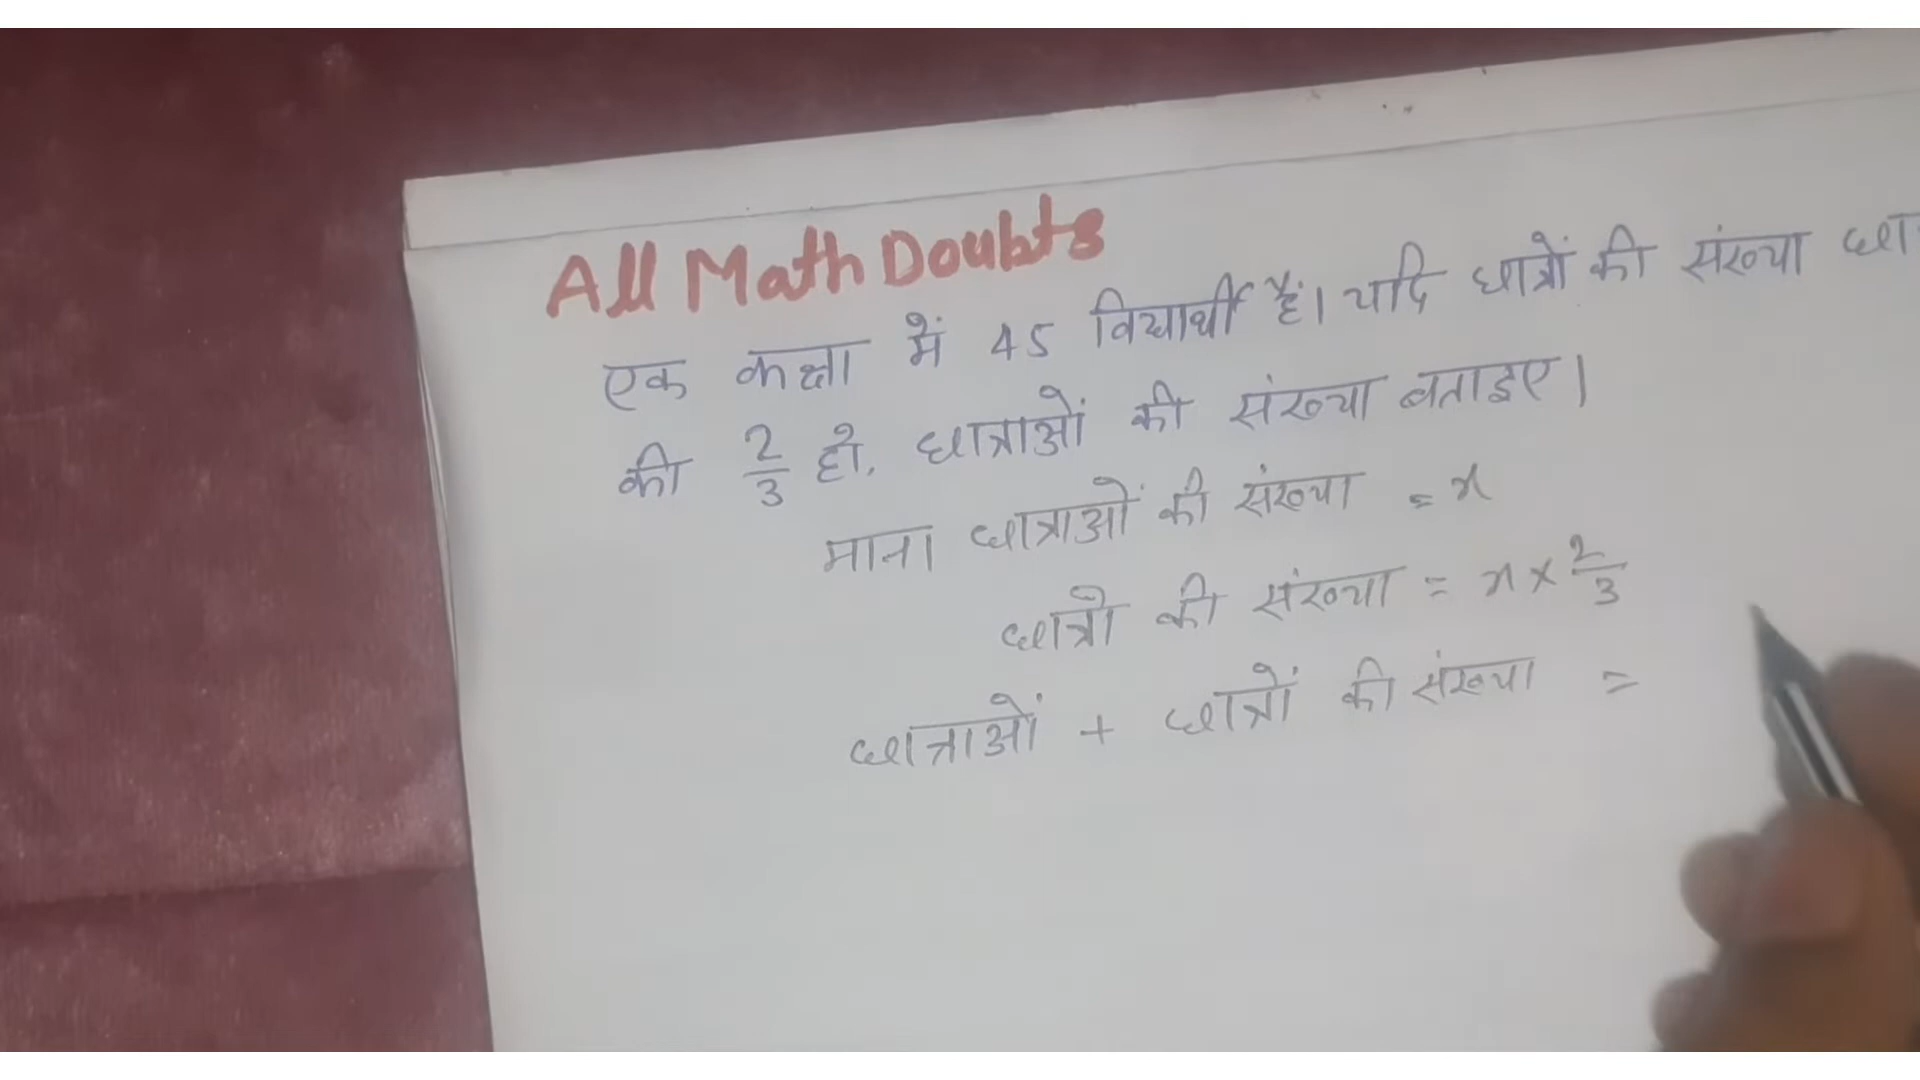 All Math Doubts
एक कक्षा में 45 विद्यार्थी हैं। यदि छात्रों की संख्या
की 2/3 हो, छात्राओं की संख्या बताइए।
माना छात्राओं की संख्या = x
छात्रो की संख्या = x × 2/3
छात्राओं + छात्रों की संख्या =